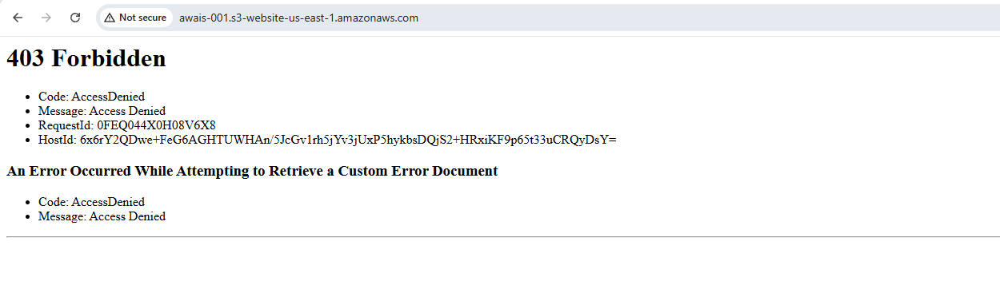 Not secure awais-001.s3-website-us-east-1.amazonaws.com
403 Forbidden
Code: AccessDenied
Message: Access Denied
RequestId: 0FEQ044X0H08V6X8
HostId: 6x6rY2QDwe+FeG6AGHTUWHAn/5JcGv1rh5jYv3jUxP5hykbsDQjS2+HRxiKF9p65t33uCRQyDsY=
An Error Occurred While Attempting to Retrieve a Custom Error Document
Code: AccessDenied
Message: Access Denied